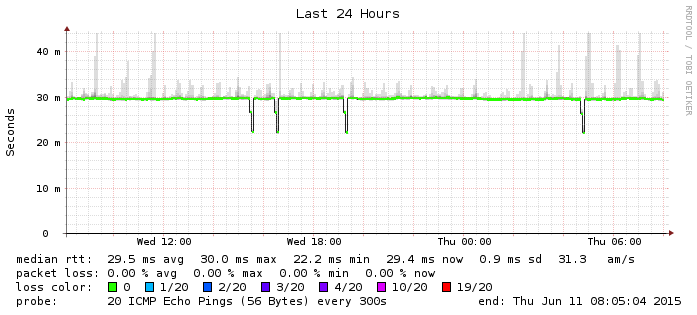 Last 24 Hours
RRDTOOL / TOBI OETIKER
Seconds
40 m
30 m
20 m
10 m
0
Wed 12:00 Wed 18:00 Thu 00:00 Thu 06:00
median rtt: 29.5 ms avg 30.0 ms max 22.2 ms min 29.4 ms now 0.9 ms sd 31.3 am/s
packet loss: 0.00 % avg 0.00 % max 0.00 % min 0.00 % now
loss color: 0 1/20 2/20 3/20 4/20 10/20 19/20
probe: 20 ICMP Echo Pings (56 Bytes) every 300s end: Thu Jun 11 08:05:04 2015